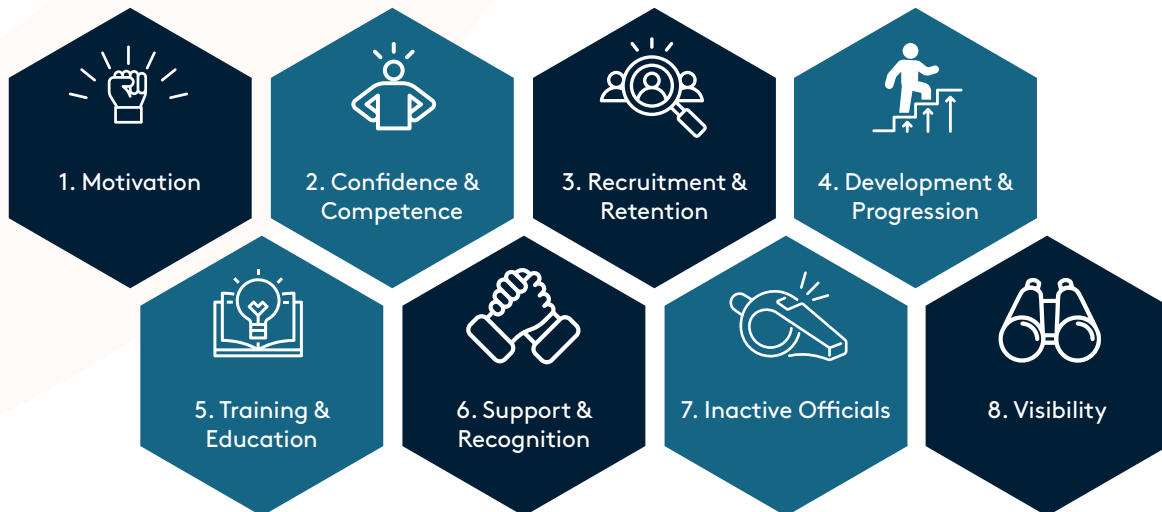 1. Motivation
2. Confidence &
Competence
3. Recruitment &
Retention
4. Development &
Progression
5. Training &
Education
6. Support &
Recognition
7. Inactive Officials
8. Visibility